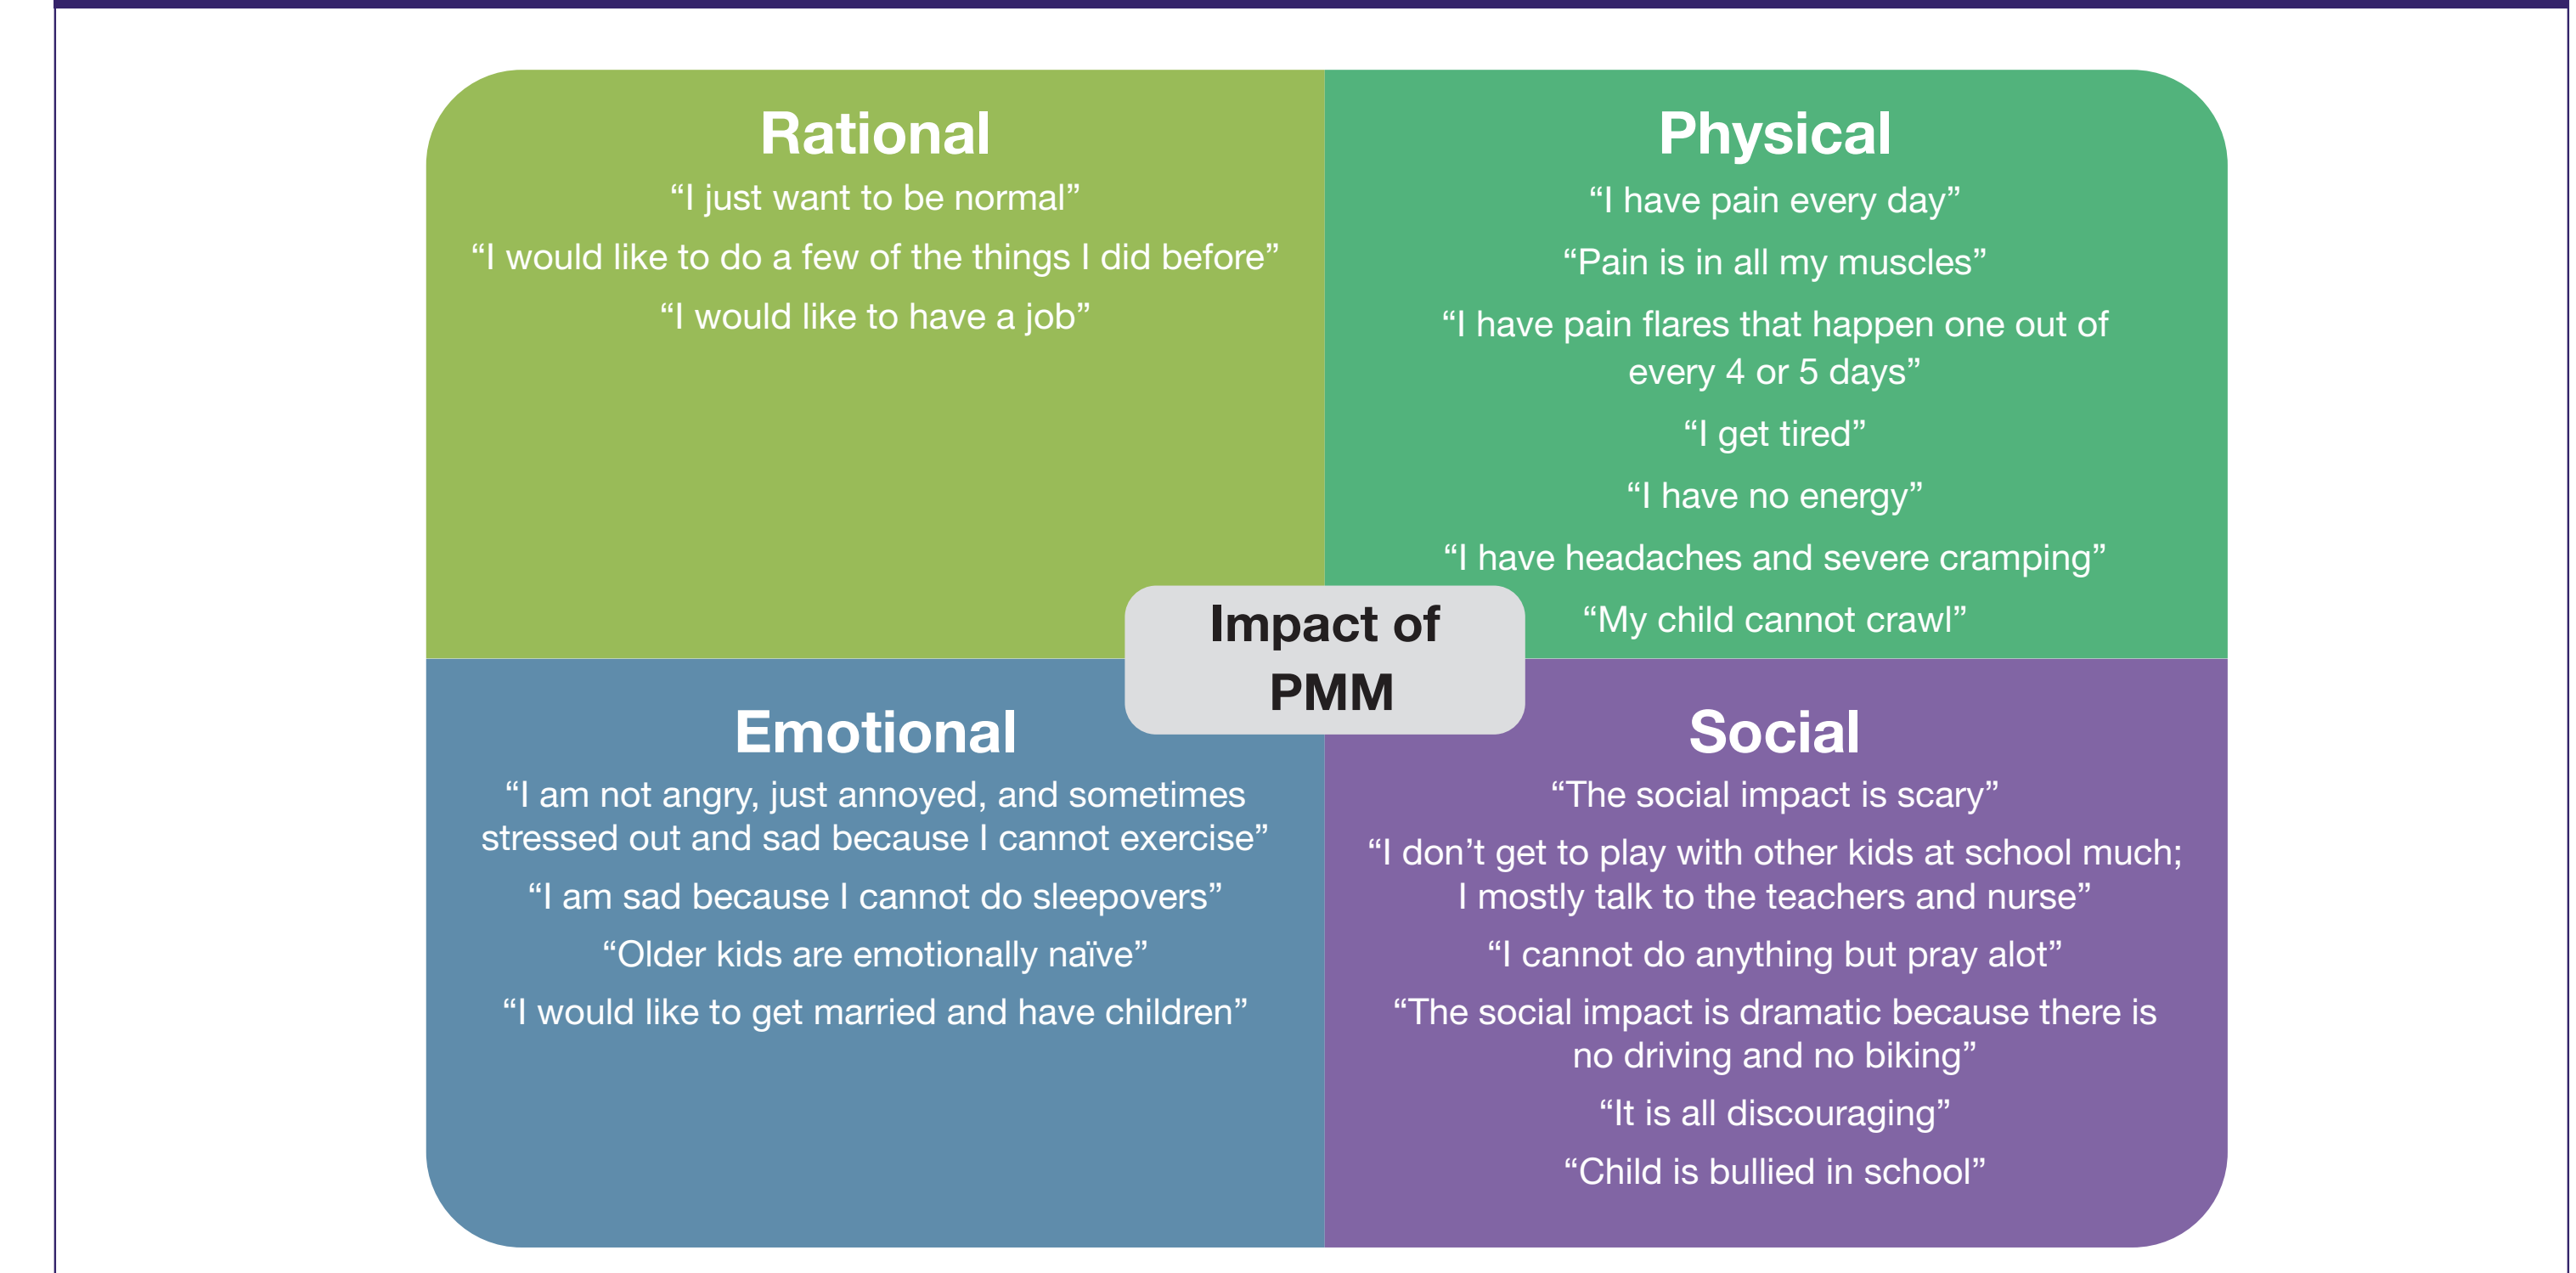 Rational
“I just want to be normal”
“I would like to do a few of the things I did before”
“I would like to have a job”
Physical
“I have pain every day”
“Pain is in all my muscles”
“I have pain flares that happen one out of
every 4 or 5 days”
“I get tired”
“I have no energy”
“I have headaches and severe cramping”
“My child cannot crawl”
Impact of
PMM
Emotional
“I am not angry, just annoyed, and sometimes
stressed out and sad because I cannot exercise”
“I am sad because I cannot do sleepovers”
“Older kids are emotionally naïve”
“I would like to get married and have children”
Social
“The social impact is scary”
“I don’t get to play with other kids at school much;
I mostly talk to the teachers and nurse”
“I cannot do anything but pray alot”
“The social impact is dramatic because there is
no driving and no biking”
“It is all discouraging”
“Child is bullied in school”